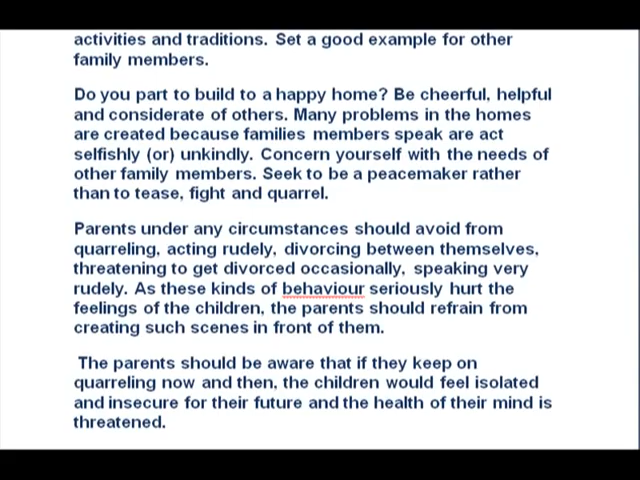 activities and traditions. Set a good example for other
family members.
Do you part to build to a happy home? Be cheerful, helpful
and considerate of others. Many problems in the homes
are created because families members speak are act
selfishly (or) unkindly. Concern yourself with the needs of
other family members. Seek to be a peacemaker rather
than to tease, fight and quarrel.
Parents under any circumstances should avoid from
quarreling, acting rudely, divorcing between themselves,
threatening to get divorced occasionally, speaking very
rudely. As these kinds of behaviour seriously hurt the
feelings of the children, the parents should refrain from
creating such scenes in front of them.
The parents should be aware that if they keep on
quarreling now and then, the children would feel isolated
and insecure for their future and the health of their mind is
threatened.